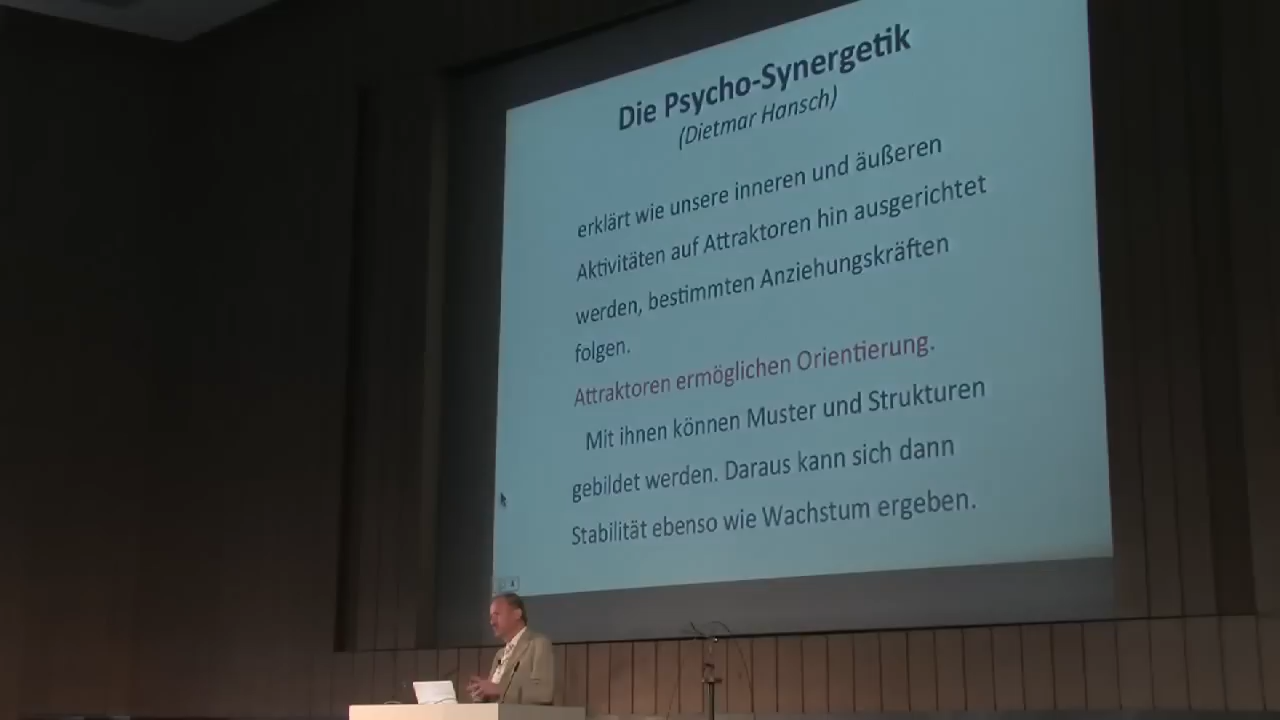 Die Psycho-Synergetik
(Dietmar Hansch)
erklärt wie unsere inneren und äußeren
Aktivitäten auf Attraktoren hin ausgerichtet
werden, bestimmten Anziehungskräften
folgen.
Attraktoren ermöglichen Orientierung.
Mit ihnen können Muster und Strukturen
gebildet werden. Daraus kann sich dann
Stabilität ebenso wie Wachstum ergeben.